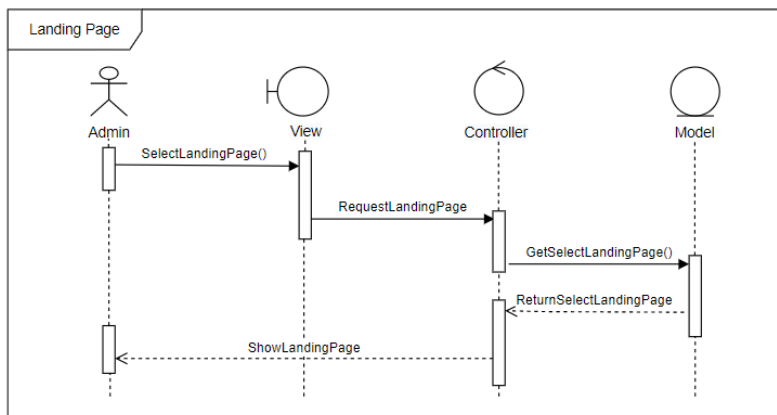 Landing Page
Admin
View
Controller
Model
SelectLandingPage()
RequestLandingPage
GetSelectLandingPage()
ReturnSelectLandingPage
ShowLandingPage